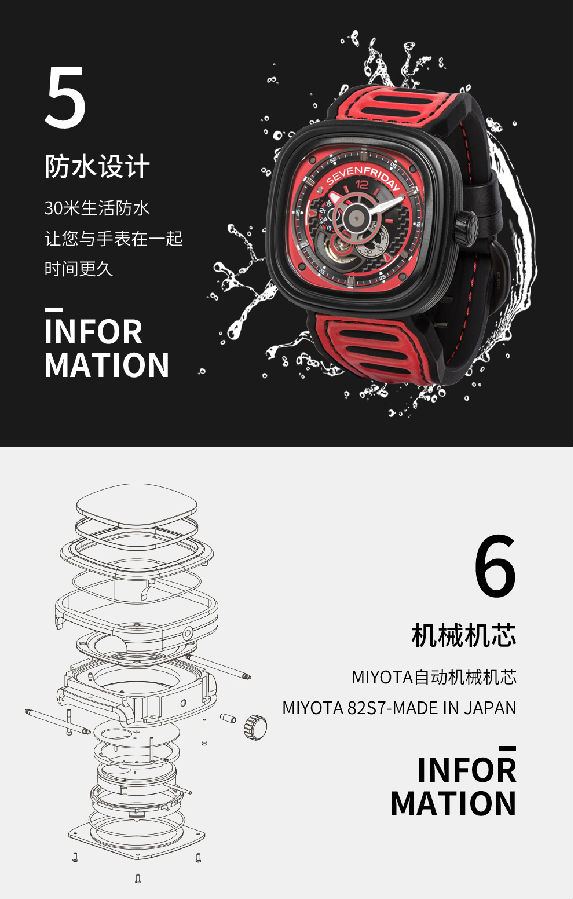 5
防水设计
30米生活防水
让您与手表在一起
时间更久
INFOR
MATION
SEVENFRIDAY
12
6
机械机芯
MIYOTA自动机械机芯
MIYOTA 82S7-MADE IN JAPAN
INFOR
MATION